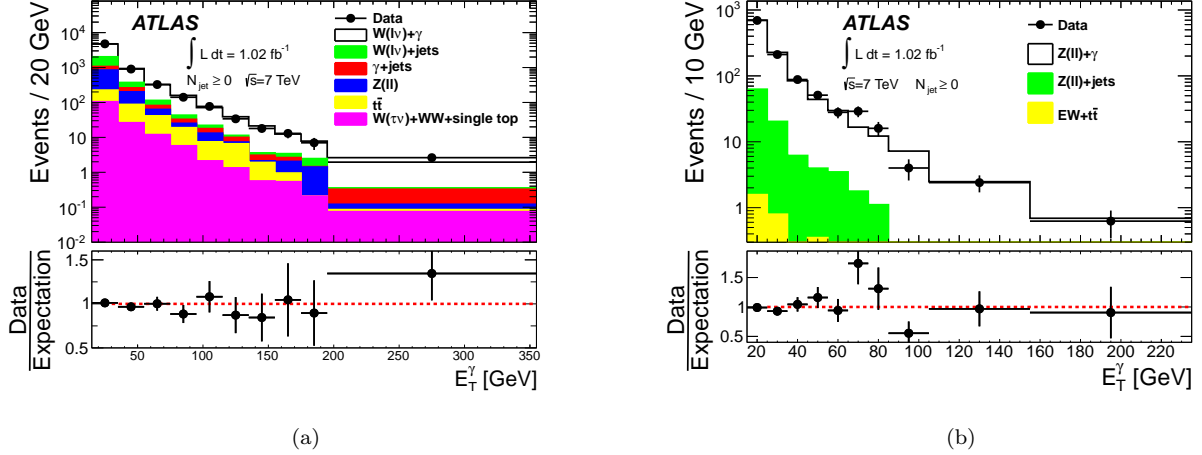 ATLAS
∫ L dt = 1.02 fb⁻¹
N_jet ≥ 0 √s=7 TeV
Data
W(lν)+γ
W(lν)+jets
γ+jets
Z(ll)
tt̄
W(τν)+WW+single top
Events / 20 GeV
10⁴
10³
10²
10
1
10⁻¹
10⁻²
Data
Expectation
1.5
1
0.5
50 100 150 200 250 300 350
E_T^γ [GeV]
(a)
ATLAS
∫ L dt = 1.02 fb⁻¹
√s=7 TeV N_jet ≥ 0
Data
Z(ll)+γ
Z(ll)+jets
EW+tt̄
Events / 10 GeV
10³
10²
10
1
Data
Expectation
1.5
1
0.5
20 40 60 80 100 120 140 160 180 200 220
E_T^γ [GeV]
(b)